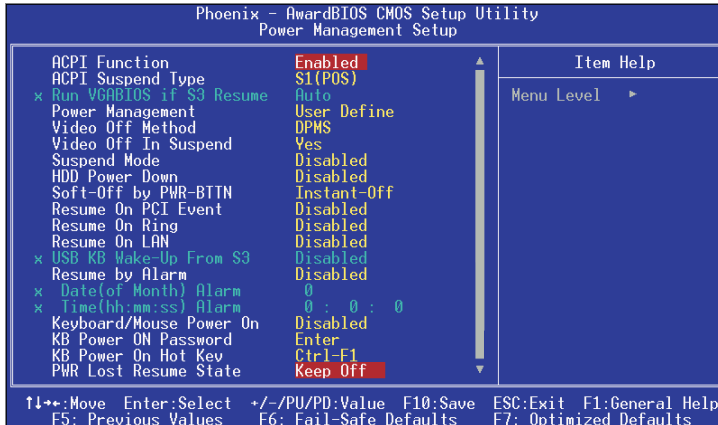 Phoenix - AwardBIOS CMOS Setup Utility
Power Management Setup
ACPI Function Enabled
ACPI Suspend Type S1(POS)
x Run VGABIOS if S3 Resume Auto
Power Management User Define
Video Off Method DPMS
Video Off In Suspend Yes
Suspend Mode Disabled
HDD Power Down Disabled
Soft-Off by PWR-BTTN Instant-Off
Resume On PCI Event Disabled
Resume On Ring Disabled
Resume On LAN Disabled
x USB KB Wake-Up From S3 Disabled
Resume by Alarm Disabled
x Date(of Month) Alarm 0
x Time(hh:mm:ss) Alarm 0 : 0 : 0
Keyboard/Mouse Power On Disabled
KB Power ON Password Enter
KB Power On Hot Key Ctrl-F1
PWR Lost Resume State Keep Off
Item Help
Menu Level ►
↑↓→←:Move Enter:Select +/-/PU/PD:Value F10:Save ESC:Exit F1:General Help
F5: Previous Values F6: Fail-Safe Defaults F7: Optimized Defaults